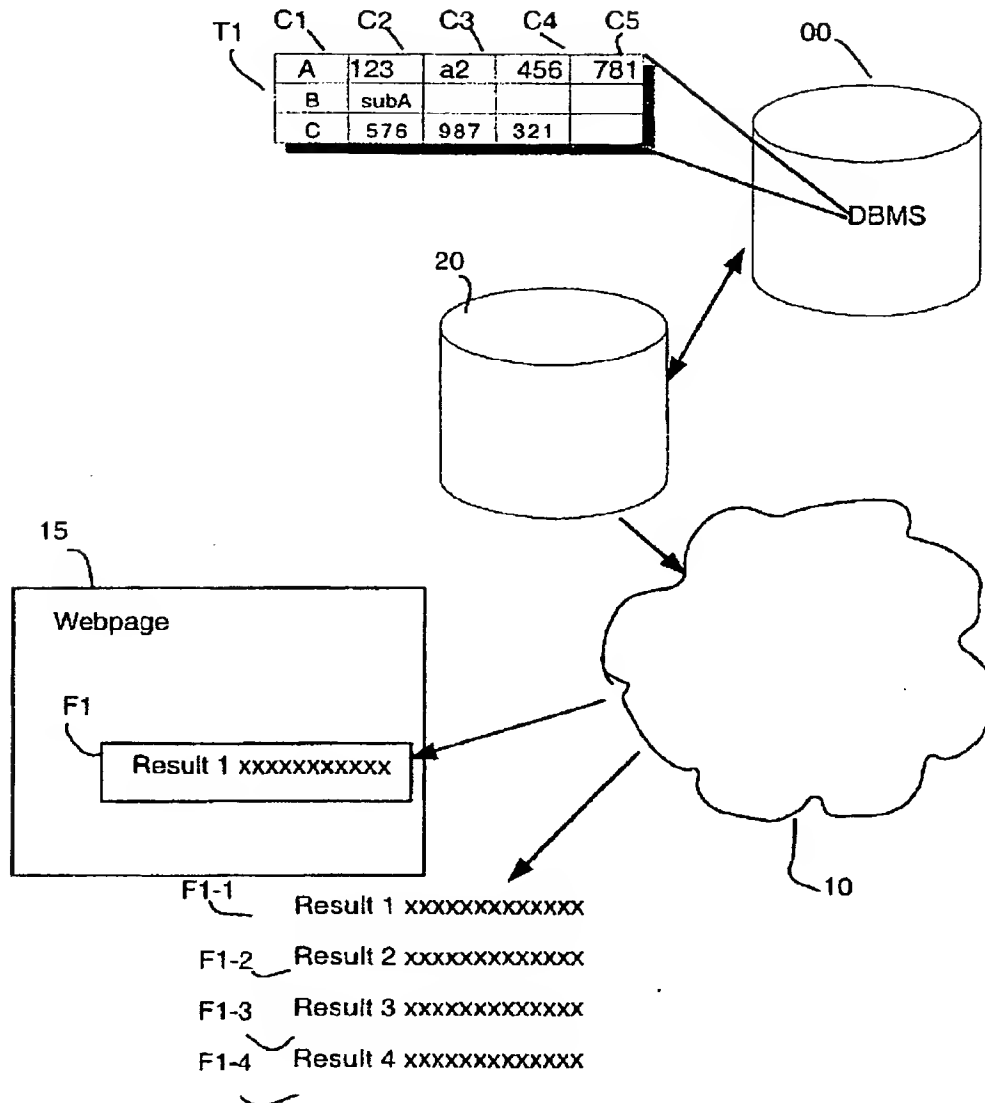 T1 C1 C2 C3 C4 C5 00
A 123 a2 456 781
B subA
C 576 987 321
DBMS
20
15
Webpage
F1
Result 1 xxxxxxxxxxx
10
F1-1 Result 1 xxxxxxxxxxxxx
F1-2 Result 2 xxxxxxxxxxxxx
F1-3 Result 3 xxxxxxxxxxxxx
F1-4 Result 4 xxxxxxxxxxxxx